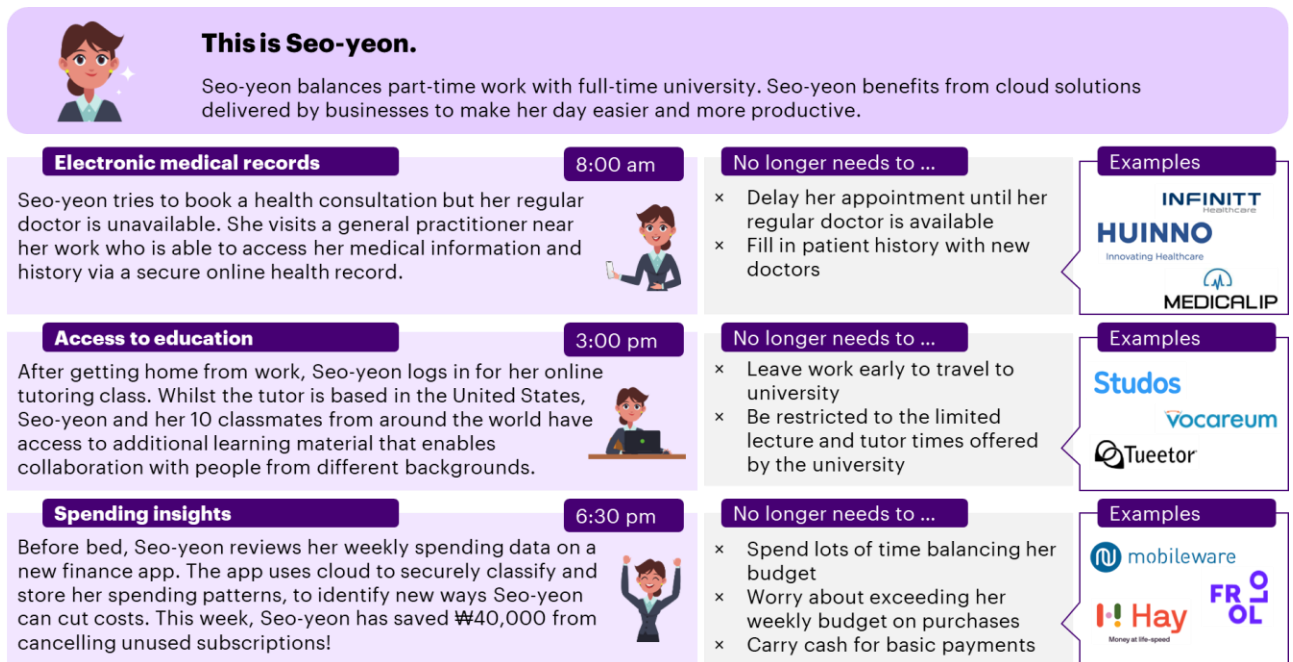 This is Seo-yeon.
Seo-yeon balances part-time work with full-time university. Seo-yeon benefits from cloud solutions
delivered by businesses to make her day easier and more productive.
Electronic medical records
8:00 am
Seo-yeon tries to book a health consultation but her regular
doctor is unavailable. She visits a general practitioner near
her work who is able to access her medical information and
history via a secure online health record.
No longer needs to ...
× Delay her appointment until her
regular doctor is available
× Fill in patient history with new
doctors
Examples
INFINITT
Healthcare
HUINNO
Innovating Healthcare
MEDICALIP
Access to education
3:00 pm
After getting home from work, Seo-yeon logs in for her online
tutoring class. Whilst the tutor is based in the United States,
Seo-yeon and her 10 classmates from around the world have
access to additional learning material that enables
collaboration with people from different backgrounds.
No longer needs to ...
× Leave work early to travel to
university
× Be restricted to the limited
lecture and tutor times offered
by the university
Examples
Studos
vocareum
Tueetor
Spending insights
6:30 pm
Before bed, Seo-yeon reviews her weekly spending data on a
new finance app. The app uses cloud to securely classify and
store her spending patterns, to identify new ways Seo-yeon
can cut costs. This week, Seo-yeon has saved ₩40,000 from
cancelling unused subscriptions!
No longer needs to ...
× Spend lots of time balancing her
budget
× Worry about exceeding her
weekly budget on purchases
× Carry cash for basic payments
Examples
mobileware
FROLLO
Hay
Money at life-speed